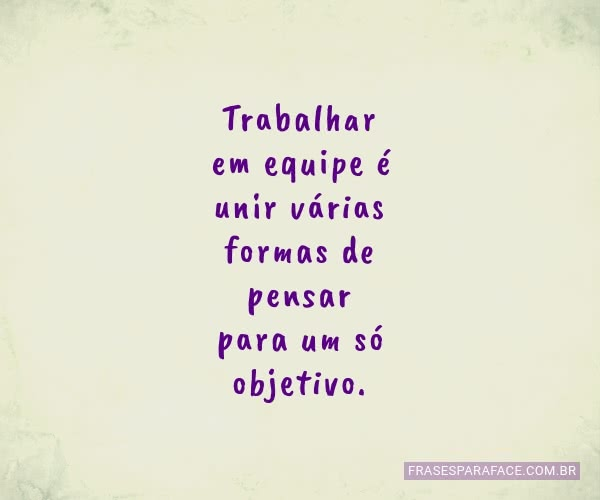 Trabalhar
em equipe é
unir várias
formas de
pensar
para um só
objetivo.
FRASESPARAFACE.COM.BR